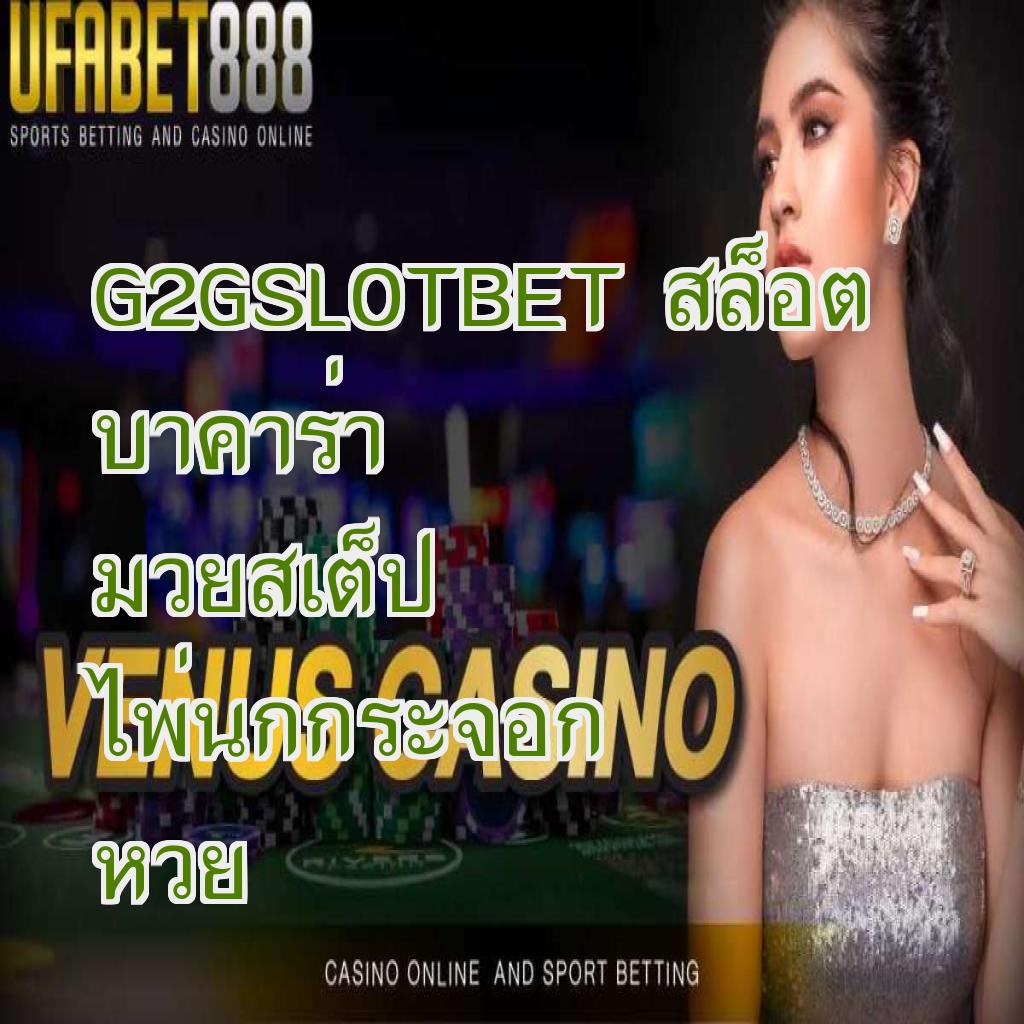 UFABET888
SPORTS BETTING AND CASINO ONLINE
G2GSLOTBET สล็อต
บาคาร่า
มวยสเต็ป
ไพ่นกกระจอก
VENUS CASINO
หวย
CASINO ONLINE AND SPORT BETTING